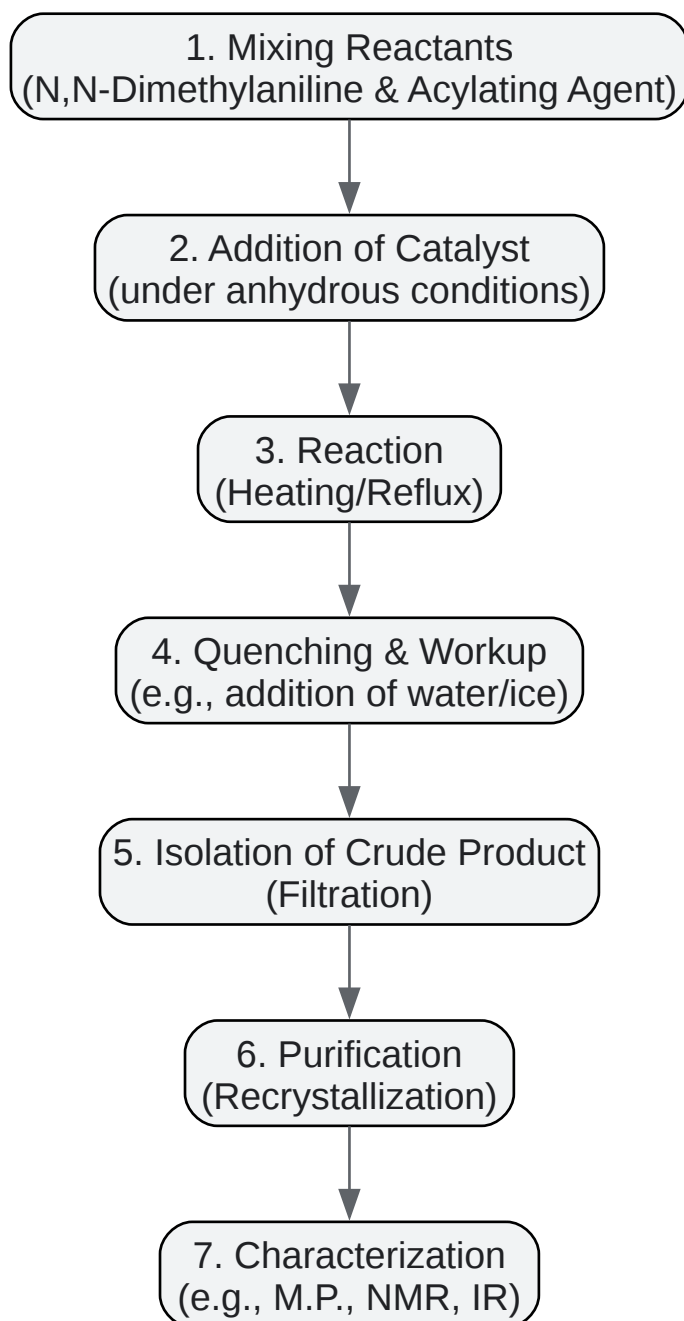 1. Mixing Reactants
(N,N-Dimethylaniline & Acylating Agent)
2. Addition of Catalyst
(under anhydrous conditions)
3. Reaction
(Heating/Reflux)
4. Quenching & Workup
(e.g., addition of water/ice)
5. Isolation of Crude Product
(Filtration)
6. Purification
(Recrystallization)
7. Characterization
(e.g., M.P., NMR, IR)